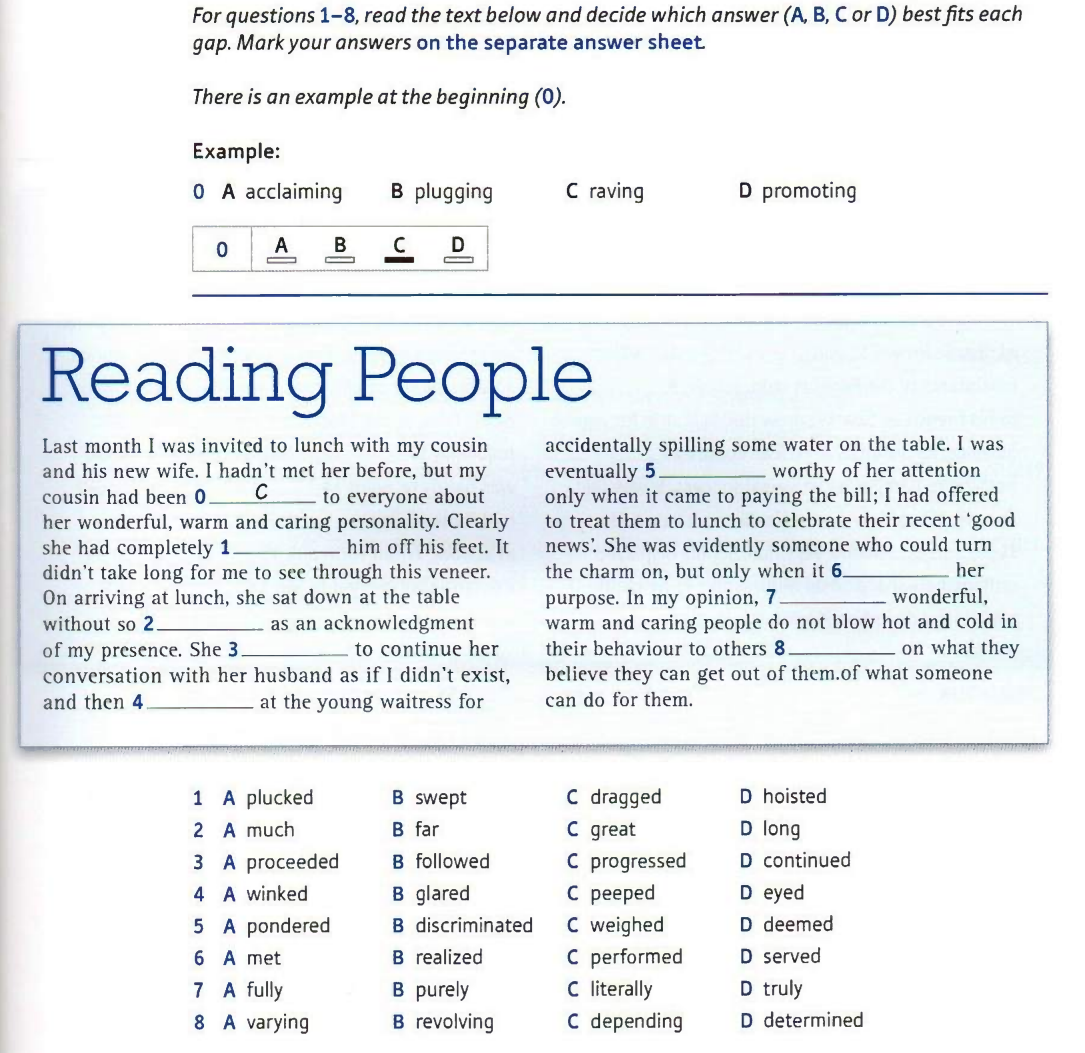 For questions 1–8, read the text below and decide which answer (A, B, C or D) best fits each
gap. Mark your answers on the separate answer sheet.
There is an example at the beginning (0).
Example:
0 A acclaiming B plugging C raving D promoting
0 A B C D
Reading People
Last month I was invited to lunch with my cousin
and his new wife. I hadn't met her before, but my
cousin had been 0 C to everyone about
her wonderful, warm and caring personality. Clearly
she had completely 1 him off his feet. It
didn't take long for me to see through this veneer.
On arriving at lunch, she sat down at the table
without so 2 as an acknowledgment
of my presence. She 3 to continue her
conversation with her husband as if I didn't exist,
and then 4 at the young waitress for
accidentally spilling some water on the table. I was
eventually 5 worthy of her attention
only when it came to paying the bill; I had offered
to treat them to lunch to celebrate their recent 'good
news'. She was evidently someone who could turn
the charm on, but only when it 6 her
purpose. In my opinion, 7 wonderful,
warm and caring people do not blow hot and cold in
their behaviour to others 8 on what they
believe they can get out of them.of what someone
can do for them.
1 A plucked B swept C dragged D hoisted
2 A much B far C great D long
3 A proceeded B followed C progressed D continued
4 A winked B glared C peeped D eyed
5 A pondered B discriminated C weighed D deemed
6 A met B realized C performed D served
7 A fully B purely C literally D truly
8 A varying B revolving C depending D determined